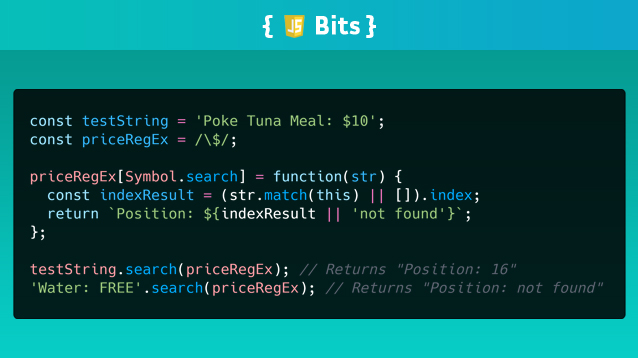 { JS Bits }
const testString = 'Poke Tuna Meal: $10';
const priceRegEx = /\$/;
priceRegEx[Symbol.search] = function(str) {
const indexResult = (str.match(this) || []).index;
return `Position: ${indexResult || 'not found'}`;
};
testString.search(priceRegEx); // Returns "Position: 16"
'Water: FREE'.search(priceRegEx); // Returns "Position: not found"